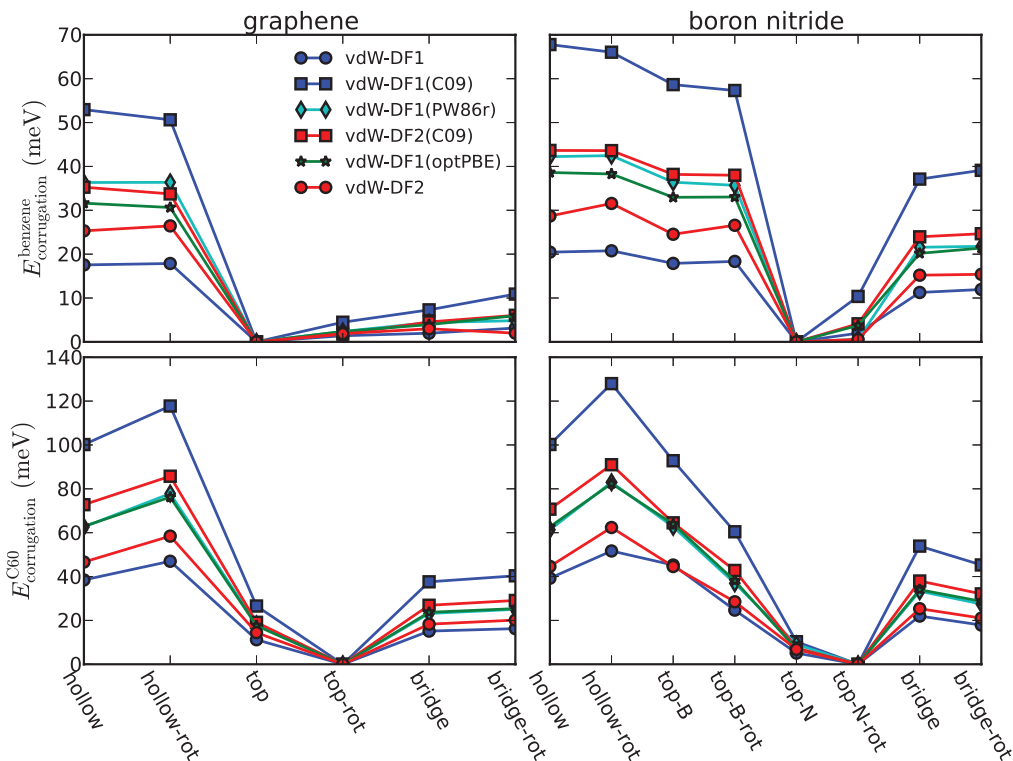 graphene
boron nitride
70
60
50
40
30
20
10
0
E^benzene_corrugation (meV)
vdW-DF1
vdW-DF1(C09)
vdW-DF1(PW86r)
vdW-DF2(C09)
vdW-DF1(optPBE)
vdW-DF2
140
120
100
80
60
40
20
0
E^C60_corrugation (meV)
hollow
hollow-rot
top
top-rot
bridge
bridge-rot
hollow
hollow-rot
top-B
top-B-rot
top-N
top-N-rot
bridge
bridge-rot